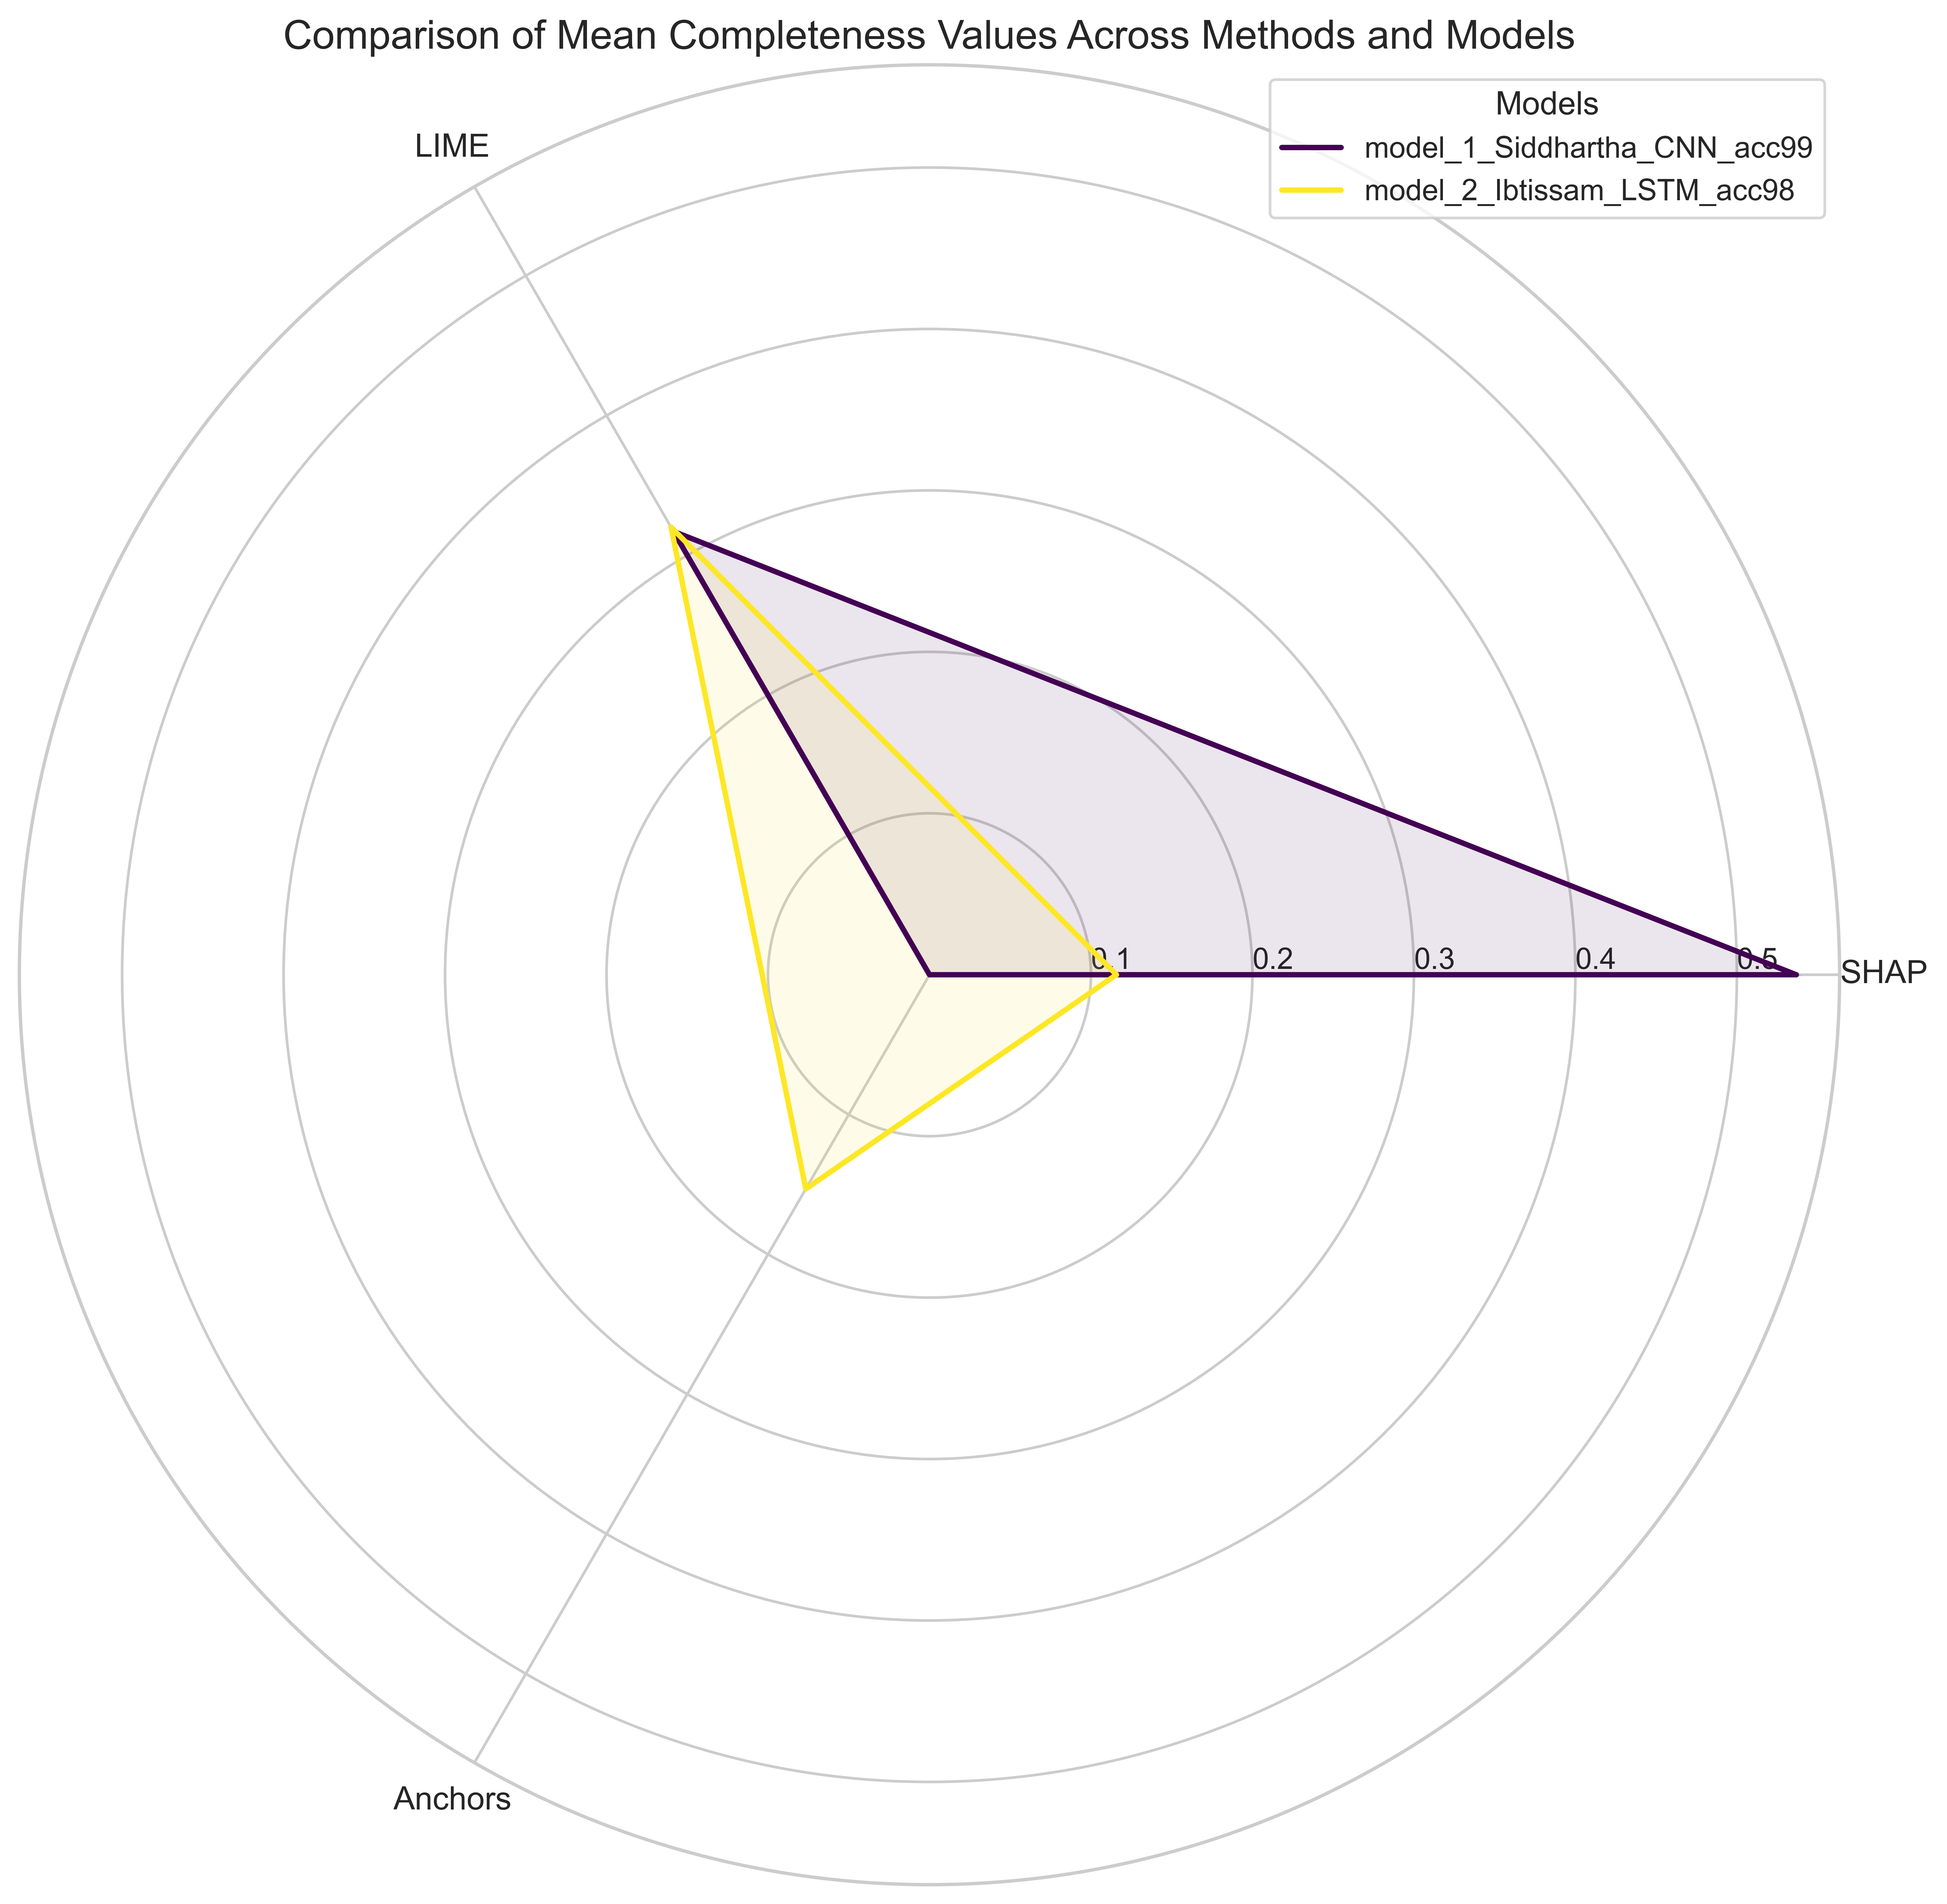 Comparison of Mean Completeness Values Across Methods and Models
Models
model_1_Siddhartha_CNN_acc99
model_2_Ibtissam_LSTM_acc98
LIME
0.1
0.2
0.3
0.4
0.5
SHAP
Anchors